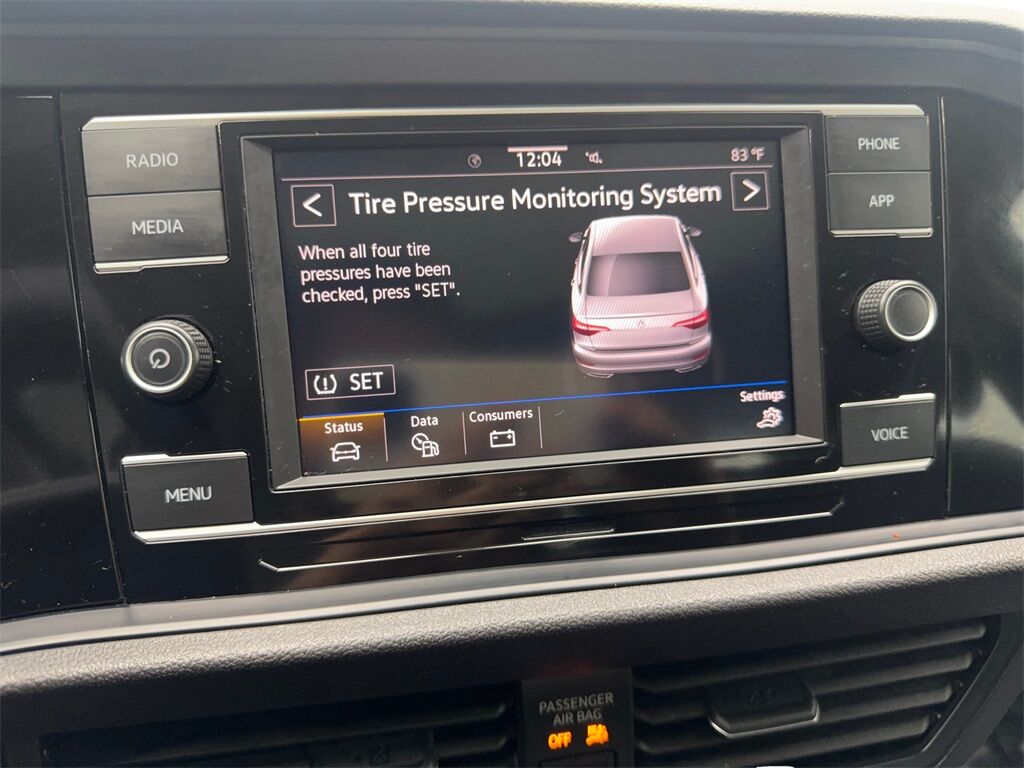 RADIO
MEDIA
MENU
12:04
83 °F
Tire Pressure Monitoring System
When all four tire
pressures have been
checked, press "SET".
SET
Status
Data
Consumers
Settings
PHONE
APP
VOICE
PASSENGER
AIR BAG
OFF